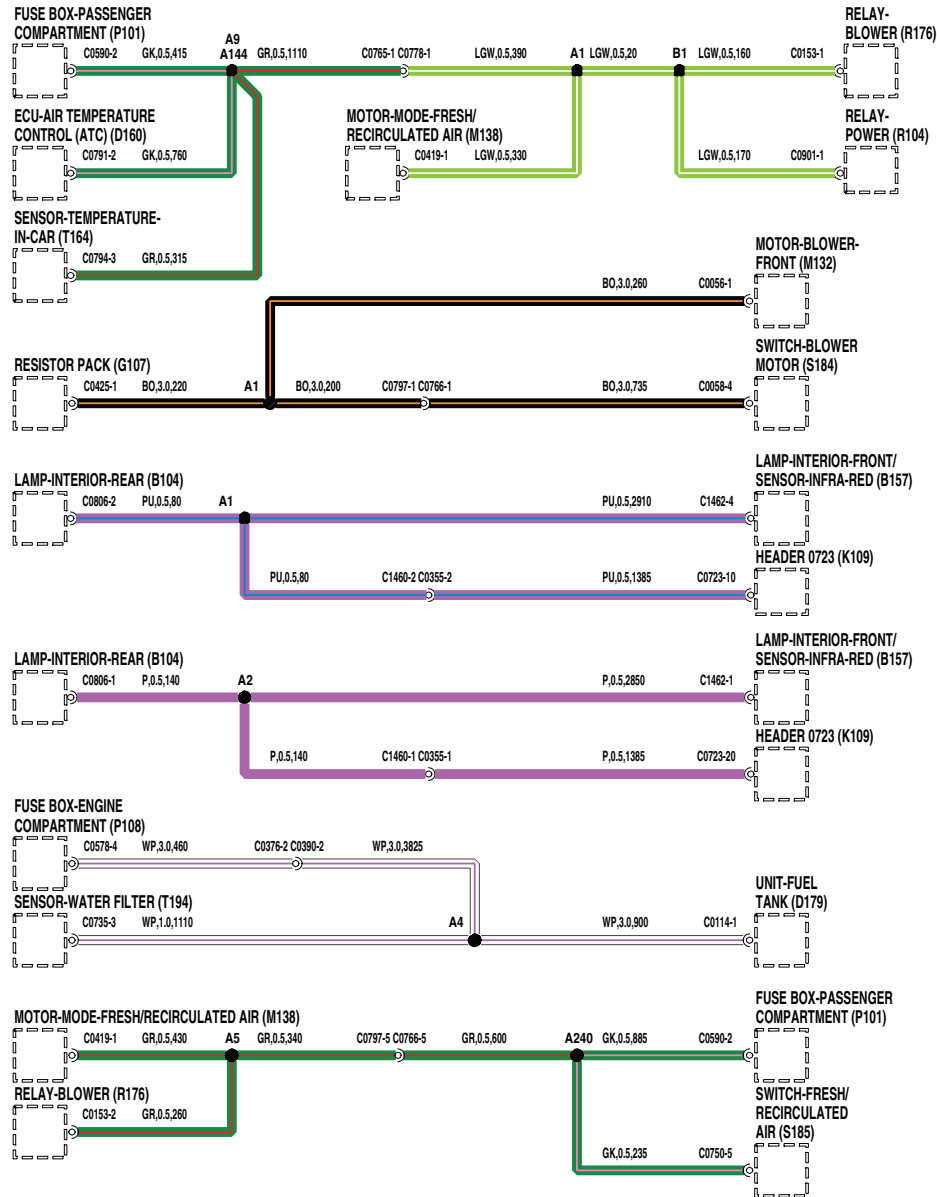 FUSE BOX-PASSENGER
COMPARTMENT (P101)
C0590-2 GK,0.5,415
A9
A144
GR,0.5,1110
C0765-1 C0778-1
LGW,0.5,390
A1
LGW,0.5,20
B1
LGW,0.5,160
C0153-1
RELAY-
BLOWER (R176)
ECU-AIR TEMPERATURE
CONTROL (ATC) (D160)
C0791-2 GK,0.5,760
MOTOR-MODE-FRESH/
RECIRCULATED AIR (M138)
C0419-1 LGW,0.5,330
LGW,0.5,170 C0901-1
RELAY-
POWER (R104)
SENSOR-TEMPERATURE-
IN-CAR (T164)
C0794-3 GR,0.5,315
BO,3.0,260 C0056-1
MOTOR-BLOWER-
FRONT (M132)
RESISTOR PACK (G107)
C0425-1 BO,3.0,220
A1
BO,3.0,200
C0797-1 C0766-1
BO,3.0,735
C0058-4
SWITCH-BLOWER
MOTOR (S184)
LAMP-INTERIOR-REAR (B104)
C0806-2 PU,0.5,80
A1
PU,0.5,2910
C1462-4
LAMP-INTERIOR-FRONT/
SENSOR-INFRA-RED (B157)
PU,0.5,80
C1460-2 C0355-2
PU,0.5,1385
C0723-10
HEADER 0723 (K109)
LAMP-INTERIOR-REAR (B104)
C0806-1 P,0.5,140
A2
P,0.5,2850
C1462-1
LAMP-INTERIOR-FRONT/
SENSOR-INFRA-RED (B157)
P,0.5,140
C1460-1 C0355-1
P,0.5,1385
C0723-20
HEADER 0723 (K109)
FUSE BOX-ENGINE
COMPARTMENT (P108)
C0578-4 WP,3.0,460
C0376-2 C0390-2
WP,3.0,3825
SENSOR-WATER FILTER (T194)
C0735-3 WP,1.0,1110
A4
WP,3.0,900
C0114-1
UNIT-FUEL
TANK (D179)
MOTOR-MODE-FRESH/RECIRCULATED AIR (M138)
C0419-1 GR,0.5,430
A5
GR,0.5,340
C0797-5 C0766-5
GR,0.5,600
A240
GK,0.5,885
C0590-2
FUSE BOX-PASSENGER
COMPARTMENT (P101)
RELAY-BLOWER (R176)
C0153-2 GR,0.5,260
GK,0.5,235 C0750-5
SWITCH-FRESH/
RECIRCULATED
AIR (S185)